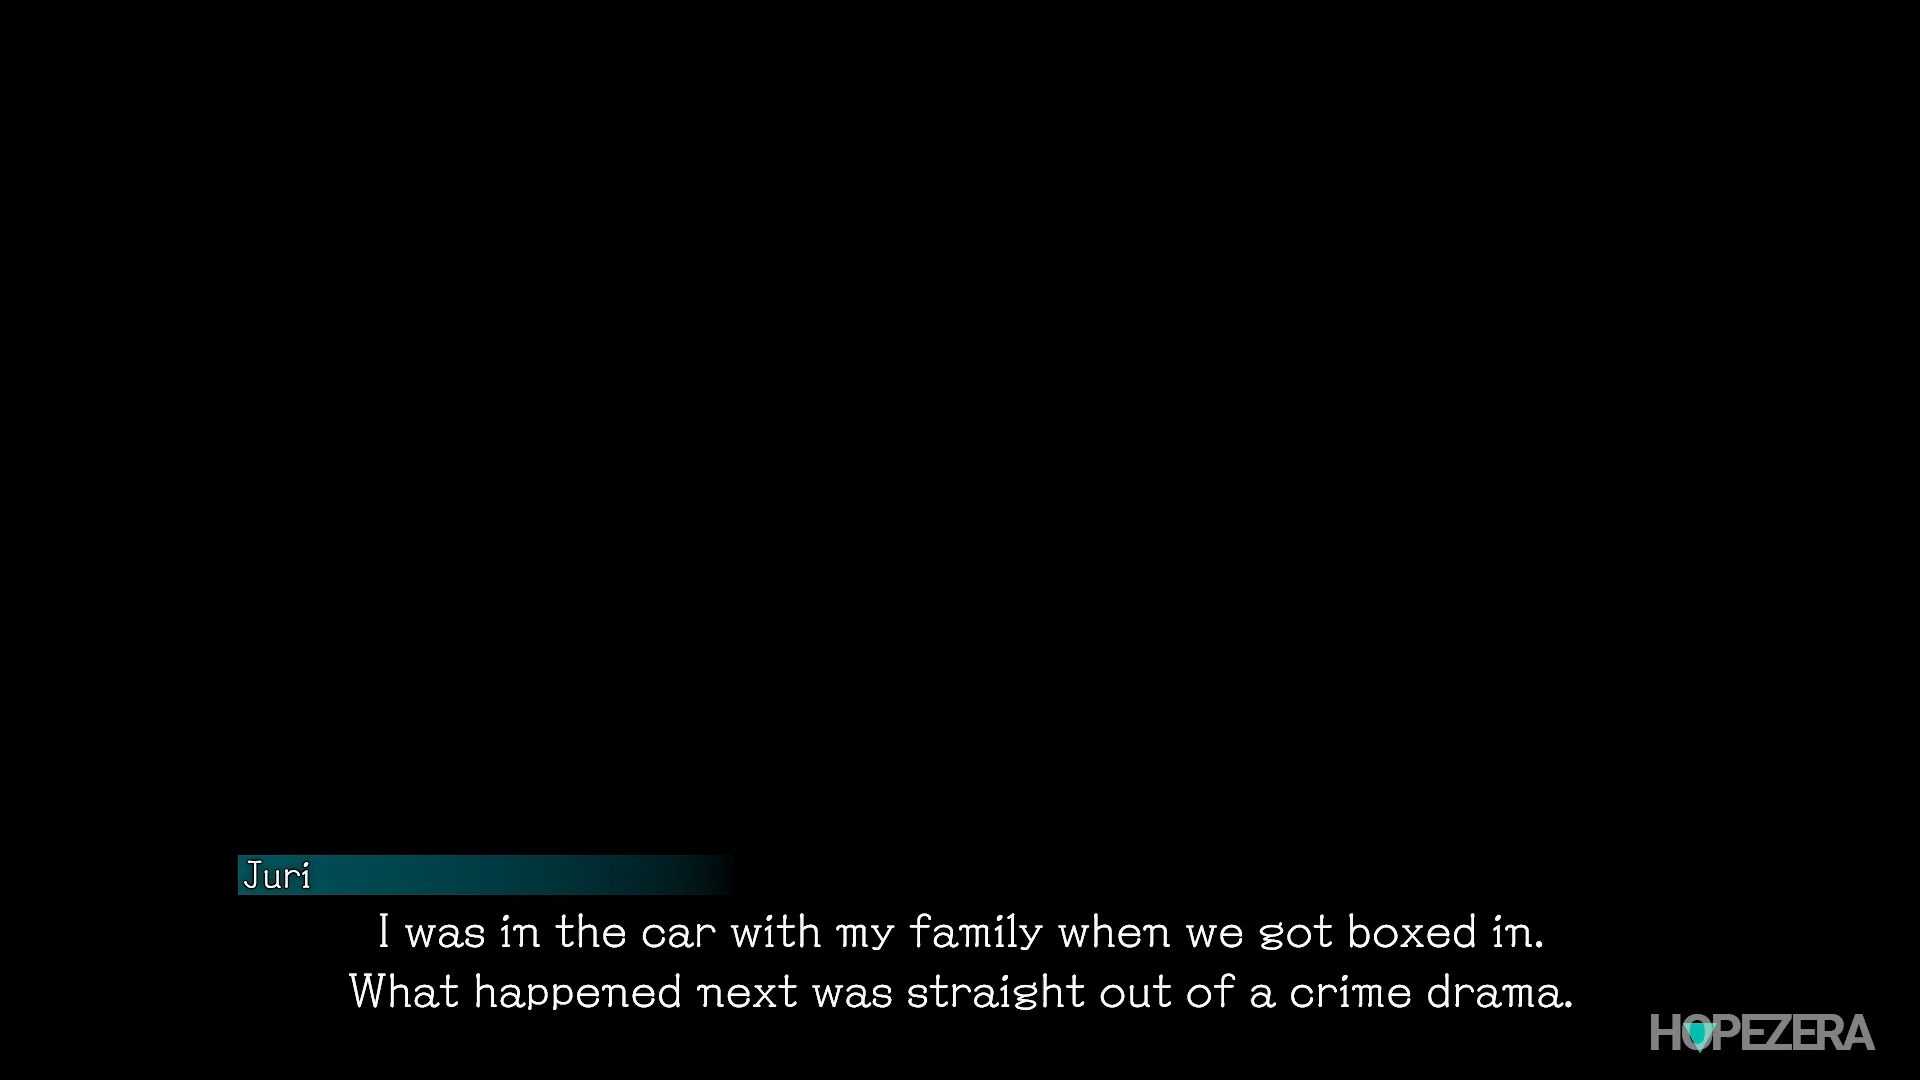 Juri
I was in the car with my family when we got boxed in.
What happened next was straight out of a crime drama.
HOPEZERA